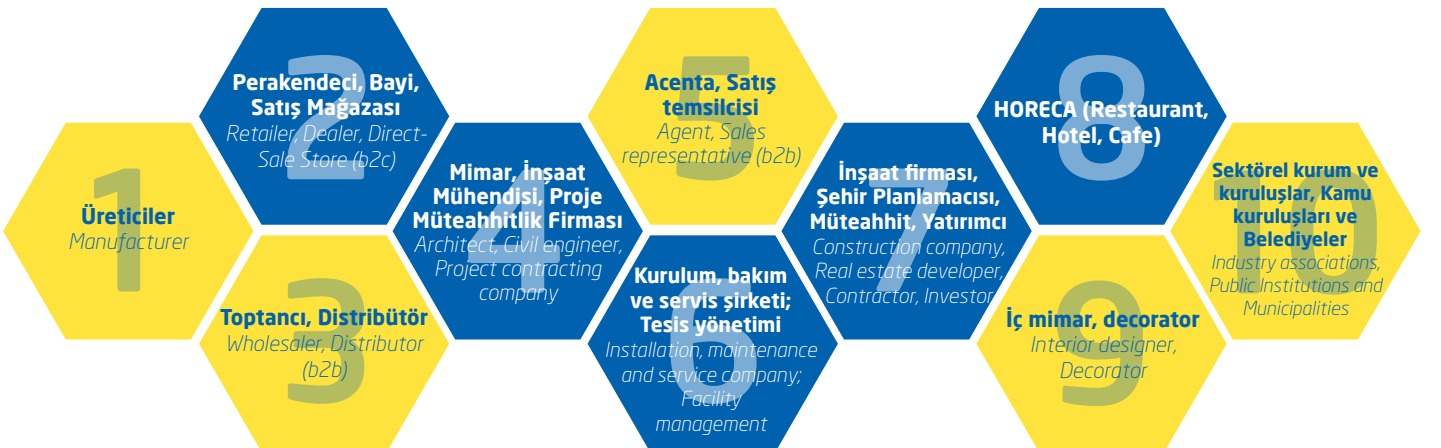 1
Üreticiler
Manufacturer
2
Perakendeci, Bayi,
Satış Mağazası
Retailer, Dealer, Direct-
Sale Store (b2c)
3
Toptancı, Distribütör
Wholesaler, Distributor
(b2b)
4
Mimar, İnşaat
Mühendisi, Proje
Müteahhitlik Firması
Architect, Civil engineer,
Project contracting
company
5
Acenta, Satış
temsilcisi
Agent, Sales
representative (b2b)
6
Kurulum, bakım
ve servis şirketi;
Tesis yönetimi
Installation, maintenance
and service company;
Facility
management
7
İnşaat firması,
Şehir Planlamacısı,
Müteahhit, Yatırımcı
Construction company,
Real estate developer,
Contractor, Investor
8
HORECA (Restaurant,
Hotel, Cafe)
9
İç mimar, decorator
Interior designer,
Decorator
10
Sektörel kurum ve
kuruluşlar, Kamu
kuruluşları ve
Belediyeler
Industry associations,
Public Institutions and
Municipalities